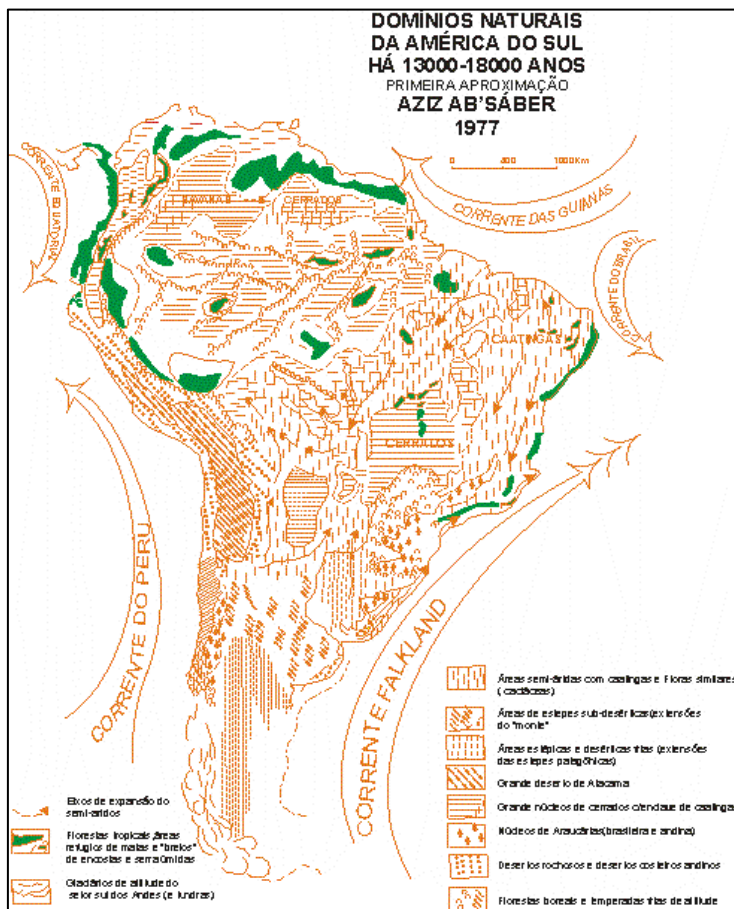 DOMÍNIOS NATURAIS
DA AMÉRICA DO SUL
HÁ 13000-18000 ANOS
PRIMEIRA APROXIMAÇÃO
AZIZ AB'SÁBER
1977
0 400 1000Km
CORRENTE EQUATORIAL
CORRENTE DAS GUIANAS
CORRENTE DO BRASIL
CERRADOS
CAATINGAS
CORRENTE DO PERU
CORRENTE FALKLAND
Áreas semi-áridas com caatingas e Floras similares
(cactáceas)
Áreas de estepes sub-desérticas(extensões
do "monte"
Áreas estépicas e desérticas frias (extensões
das estepes patagônicas)
Grande deserto de Atacama
Grande núcleos de cerrados c/enclave de caatinga
Núcleos de Araucárias(brasileira e andina)
Desertos rochosos e desertos costeiros andinos
Florestas boreais e temperadas frias de altitude
Eixos de expansão do
semi-áridos
Florestas tropicais,áreas
refúgios de matas e "breios"
de encostas e serra úmidas
Glaciários de altitude do
setor sul dos Andes (e tundras)